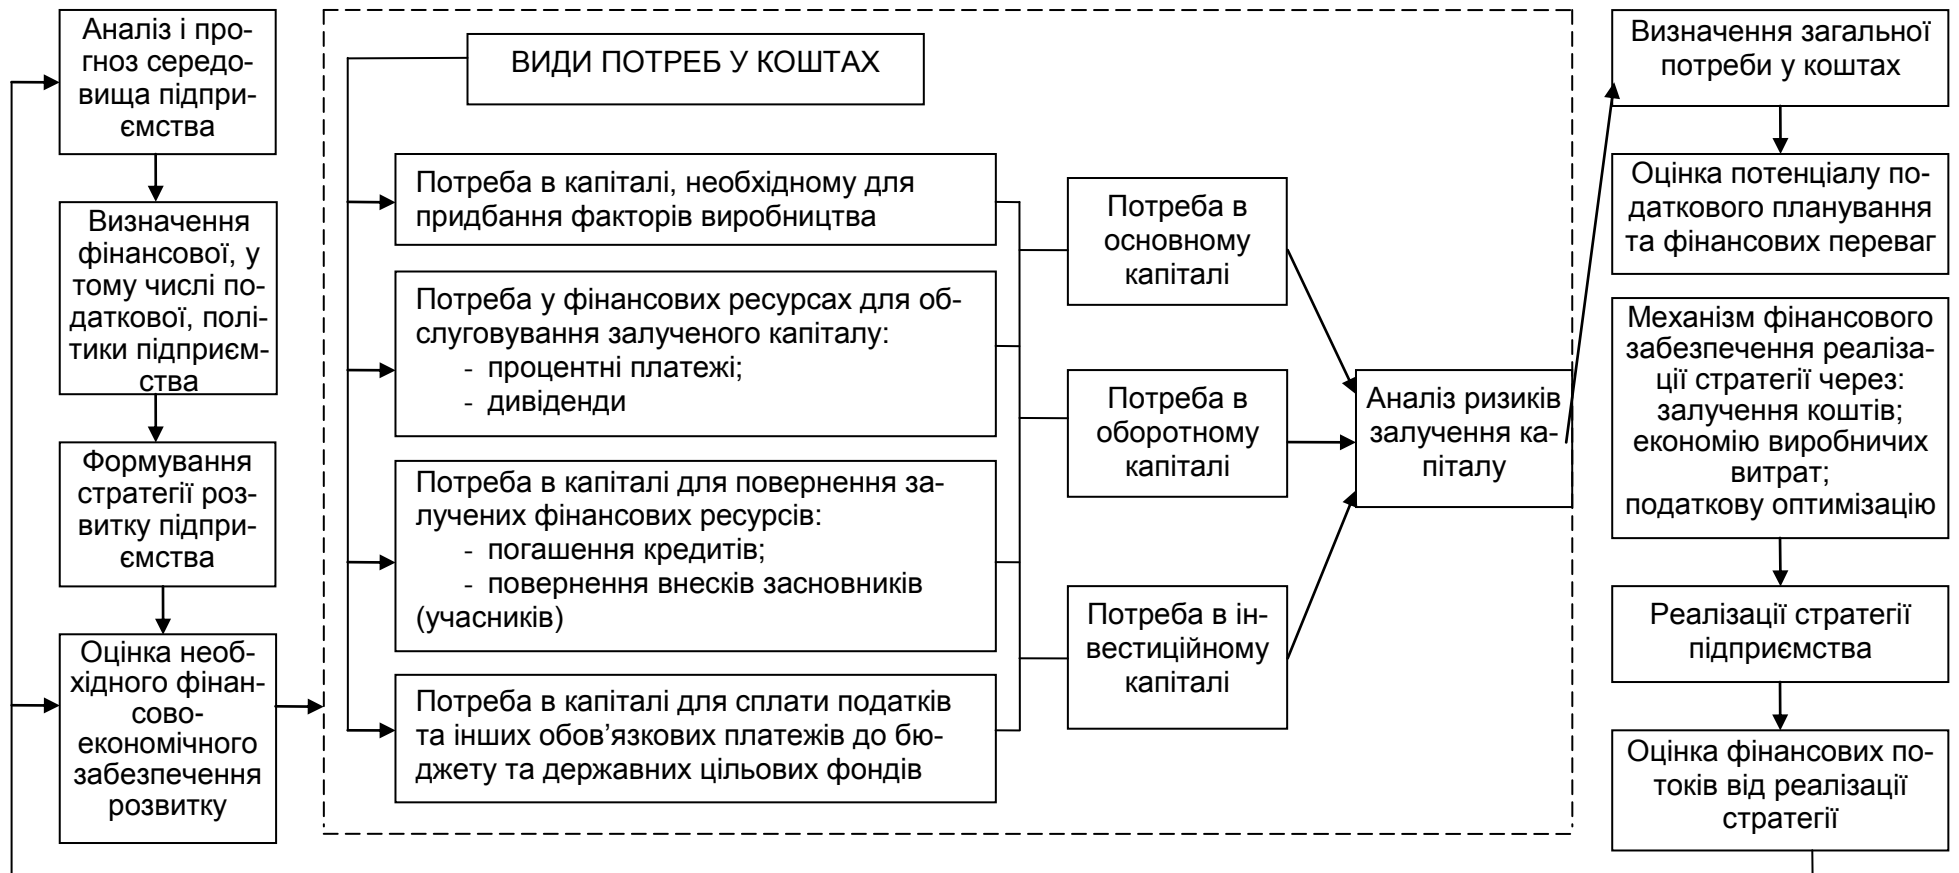 Аналіз і про-
гноз середо-
вища підпри-
ємства
Визначення
фінансової, у
тому числі по-
даткової, полі-
тики підприєм-
ства
Формування
стратегії роз-
витку підпри-
ємства
Оцінка необ-
хідного фінан-
сово-
економічного
забезпечення
розвитку
ВИДИ ПОТРЕБ У КОШТАХ
Потреба в капіталі, необхідному для
придбання факторів виробництва
Потреба у фінансових ресурсах для об-
слуговування залученого капіталу:
- процентні платежі;
- дивіденди
Потреба в капіталі для повернення за-
лучених фінансових ресурсів:
- погашення кредитів;
- повернення внесків засновників
(учасників)
Потреба в капіталі для сплати податків
та інших обов’язкових платежів до бю-
джету та державних цільових фондів
Потреба в
основному
капіталі
Потреба в
оборотному
капіталі
Потреба в ін-
вестиційному
капіталі
Аналіз ризиків
залучення ка-
піталу
Визначення загальної
потреби у коштах
Оцінка потенціалу по-
даткового планування
та фінансових переваг
Механізм фінансового
забезпечення реаліза-
ції стратегії через:
залучення коштів;
економію виробничих
витрат;
податкову оптимізацію
Реалізації стратегії
підприємства
Оцінка фінансових по-
токів від реалізації
стратегії